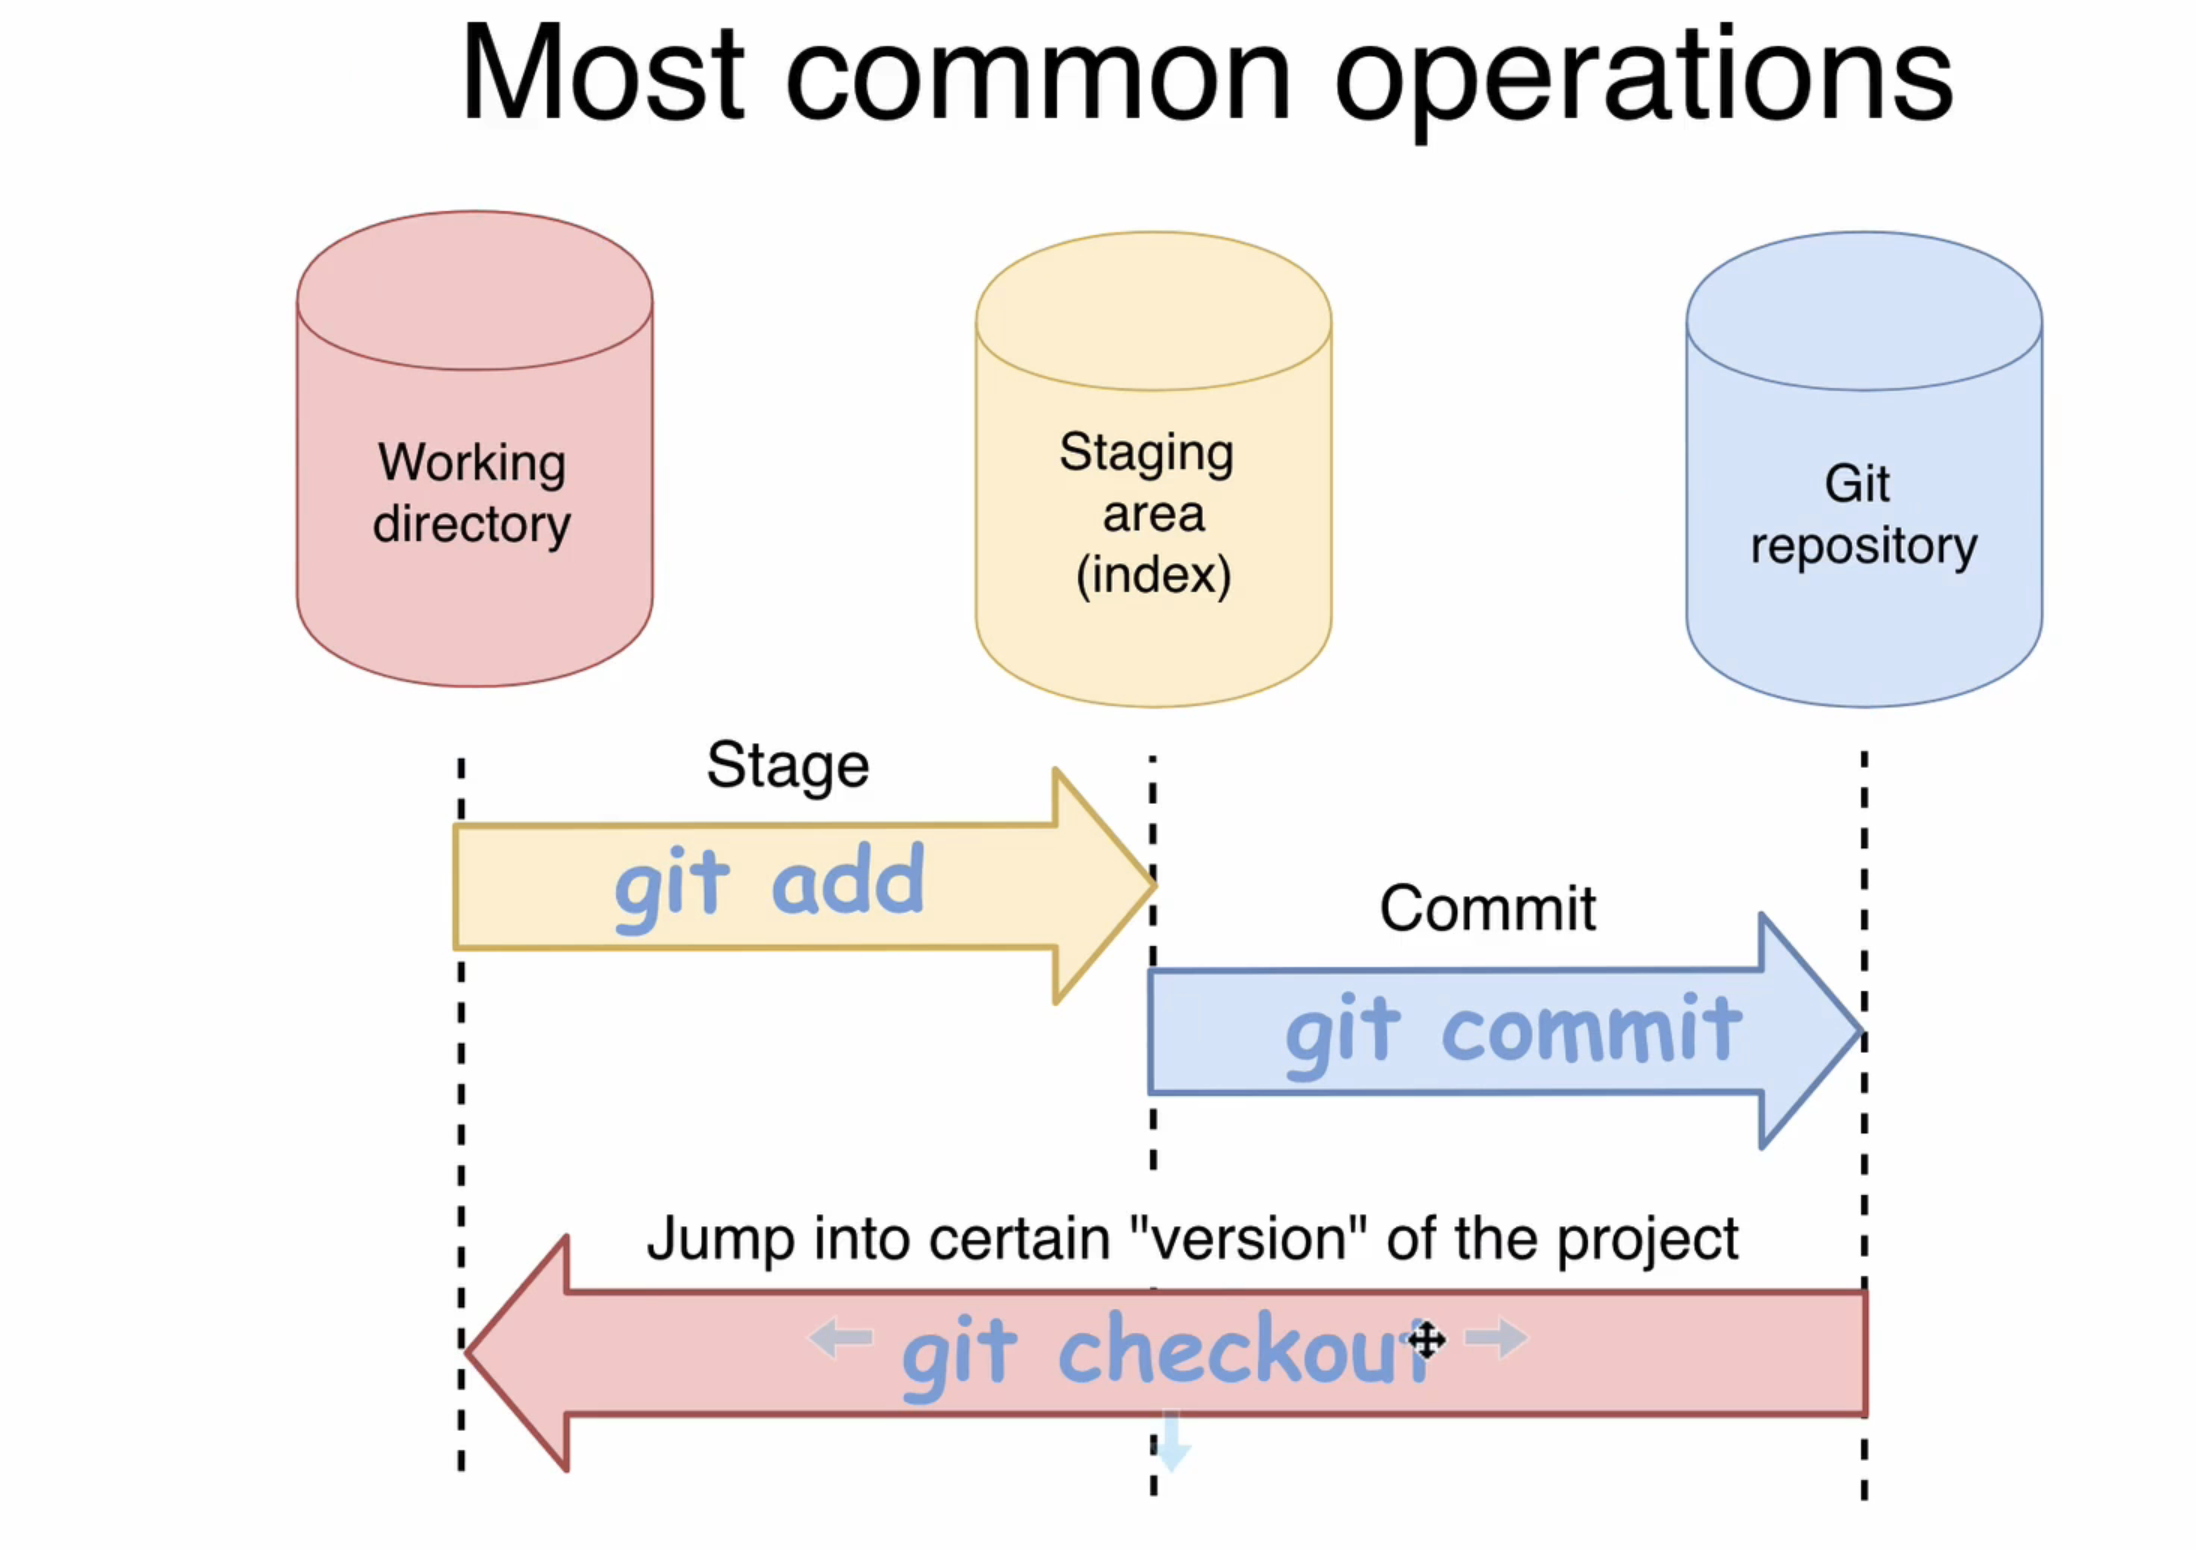 Most common operations
Working
directory
Staging
area
(index)
Git
repository
Stage
git add
Commit
git commit
Jump into certain "version" of the project
git checkout